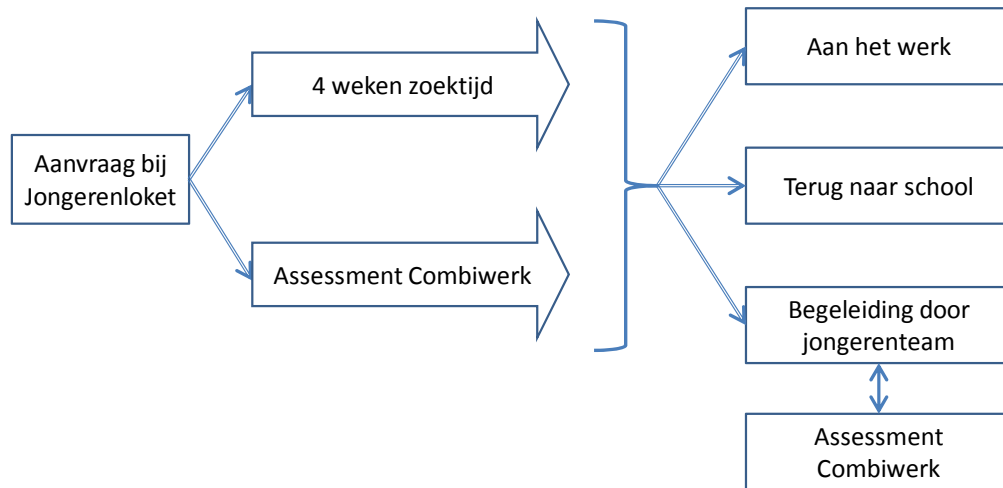 Aanvraag bij
Jongerenloket
4 weken zoektijd
Assessment Combiwerk
Aan het werk
Terug naar school
Begeleiding door
jongerenteam
Assessment
Combiwerk